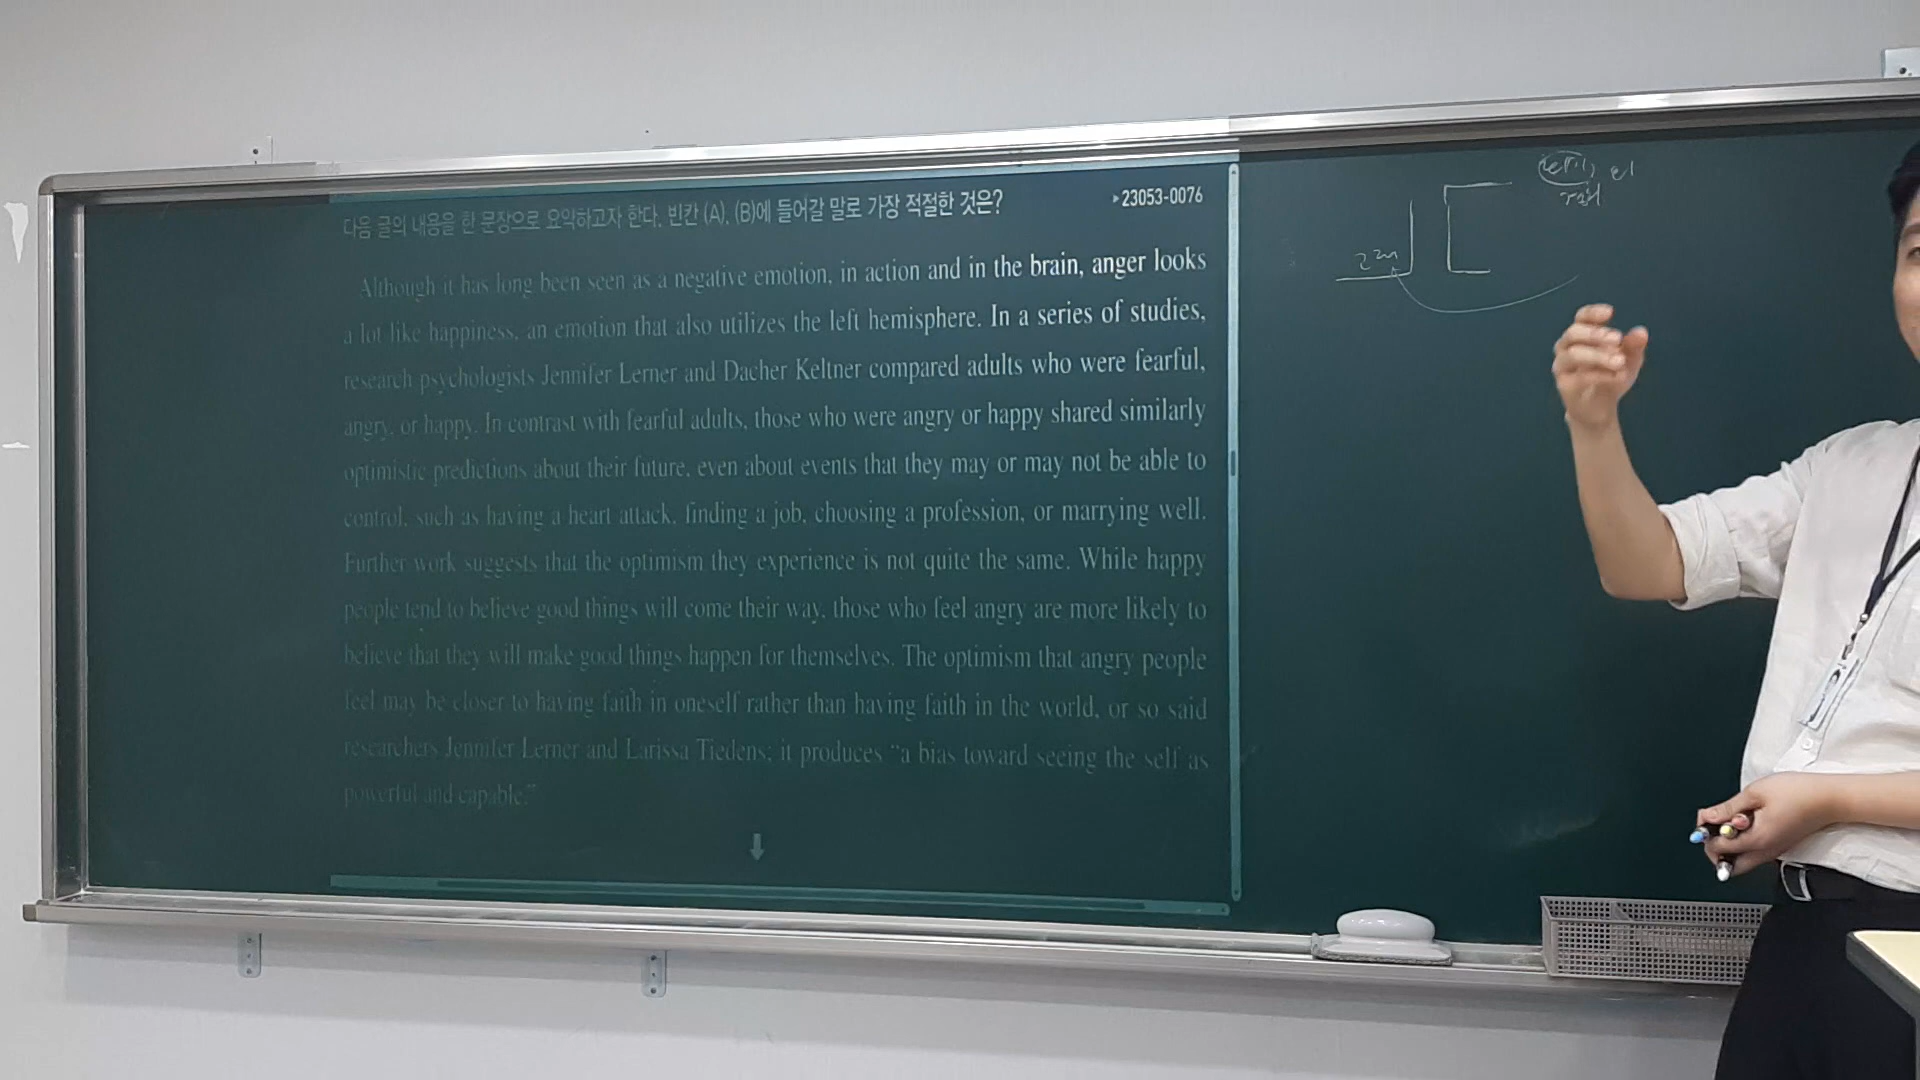 다음 글의 내용을 한 문장으로 요약하고자 한다. 빈칸 (A), (B)에 들어갈 말로 가장 적절한 것은?
▸23053-0076
Although it has long been seen as a negative emotion, in action and in the brain, anger looks
a lot like happiness, an emotion that also utilizes the left hemisphere. In a series of studies,
research psychologists Jennifer Lerner and Dacher Keltner compared adults who were fearful,
angry, or happy. In contrast with fearful adults, those who were angry or happy shared similarly
optimistic predictions about their future, even about events that they may or may not be able to
control, such as having a heart attack, finding a job, choosing a profession, or marrying well.
Further work suggests that the optimism they experience is not quite the same. While happy
people tend to believe good things will come their way, those who feel angry are more likely to
believe that they will make good things happen for themselves. The optimism that angry people
feel may be closer to having faith in oneself rather than having faith in the world, or so said
researchers Jennifer Lerner and Larissa Tiedens; it produces “a bias toward seeing the self as
powerful and capable.”